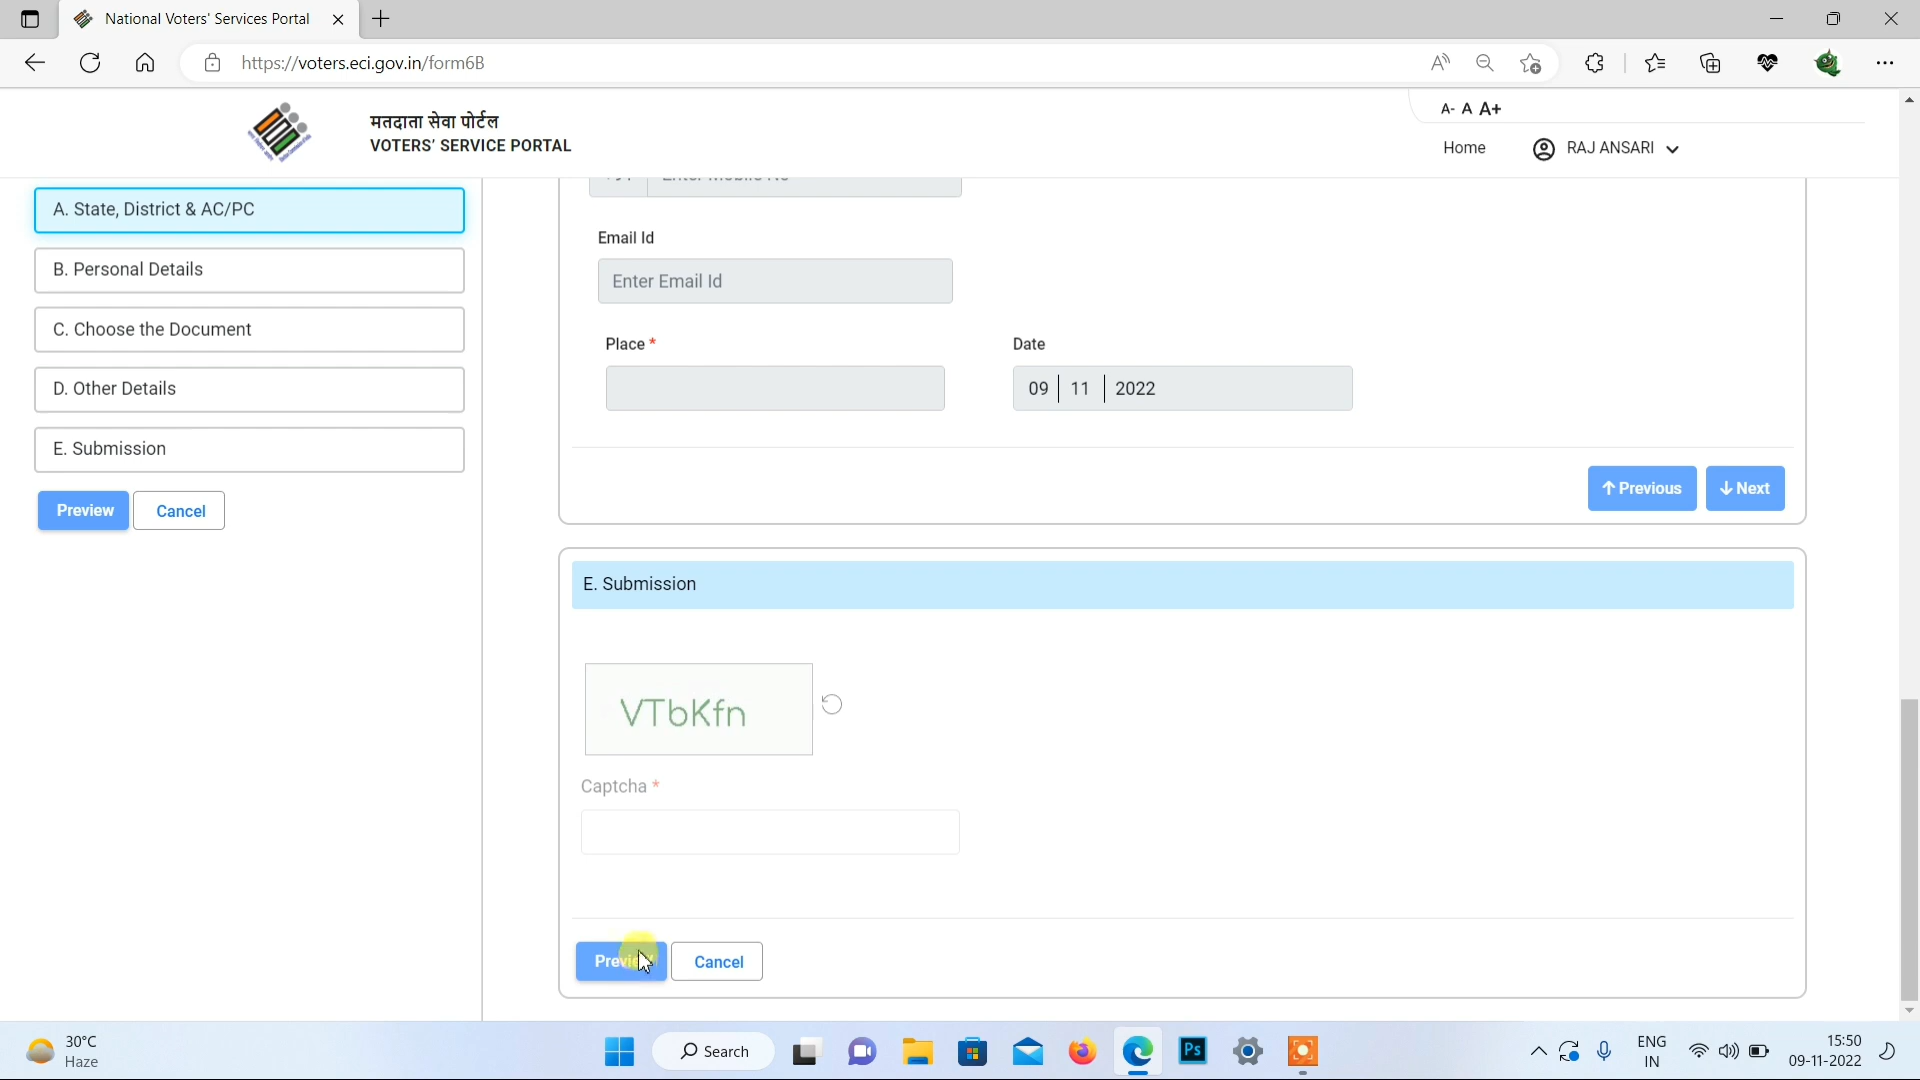 National Voters' Services Portal
https://voters.eci.gov.in/form6B
मतदाता सेवा पोर्टल
VOTERS' SERVICE PORTAL
A- A A+
Home
RAJ ANSARI
A. State, District & AC/PC
B. Personal Details
C. Choose the Document
D. Other Details
E. Submission
Preview
Cancel
Email Id
Enter Email Id
Place *
Date
09 11 2022
Previous
Next
E. Submission
VTbKfn
Captcha *
Preview
Cancel
30°C
Haze
Search
Ps
ENG
IN
15:50
09-11-2022